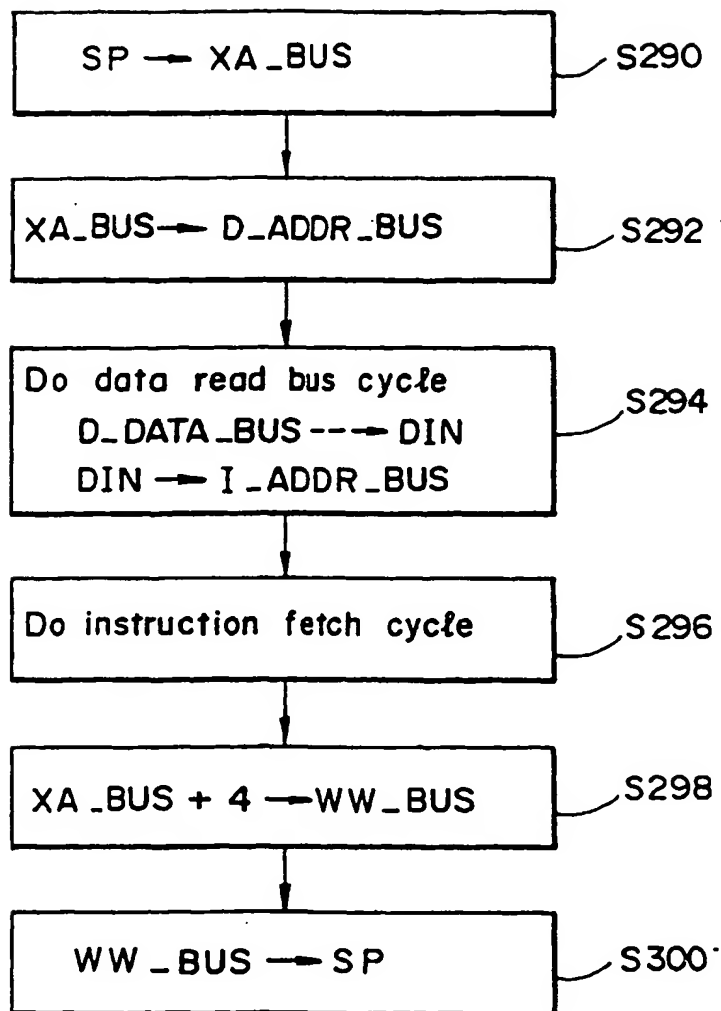 SP → XA_BUS
S290
XA_BUS → D_ADDR_BUS
S292
Do data read bus cycle
S294
D_DATA_BUS ---→ DIN
DIN → I_ADDR_BUS
Do instruction fetch cycle
S296
XA_BUS + 4 → WW_BUS
S298
WW_BUS → SP
S300